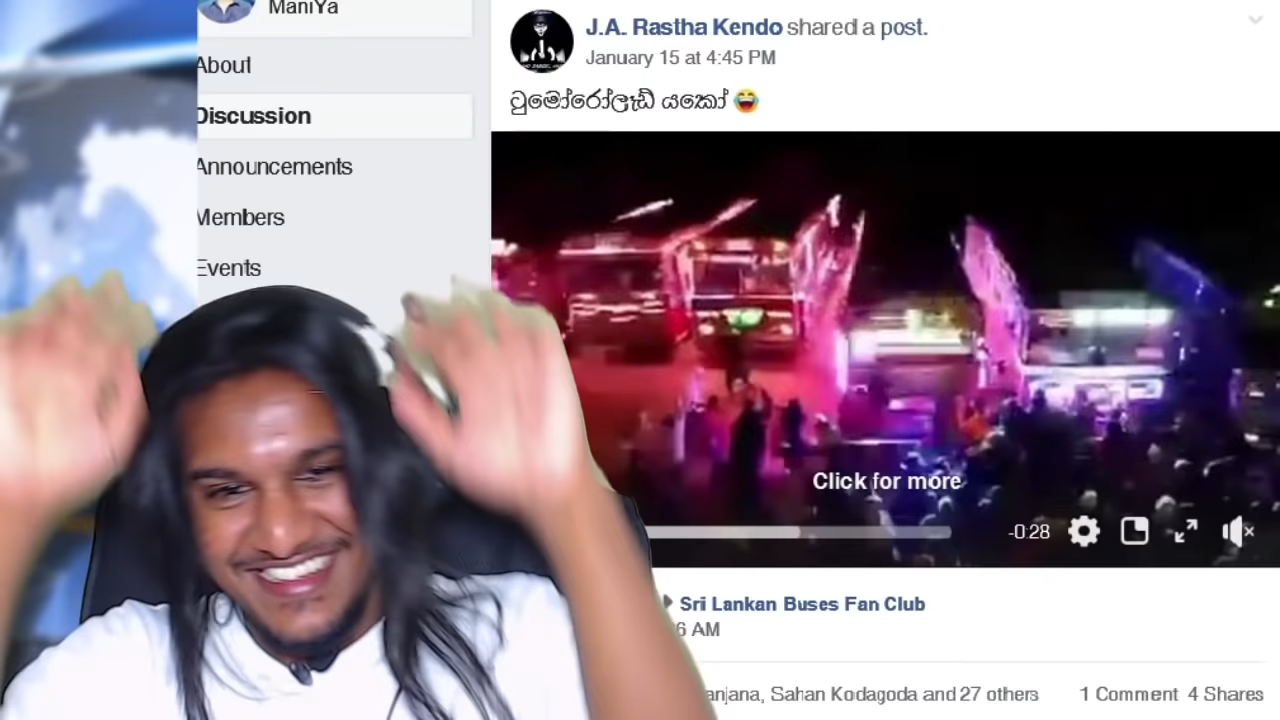 ManiYa
About
Discussion
Announcements
Members
Events
J.A. Rastha Kendo shared a post.
January 15 at 4:45 PM
ටුමෝරෝලෑඩ් යකෝ 😂
Click for more
-0:28
Sri Lankan Buses Fan Club
6 AM
anjana, Sahan Kodagoda and 27 others
1 Comment 4 Shares